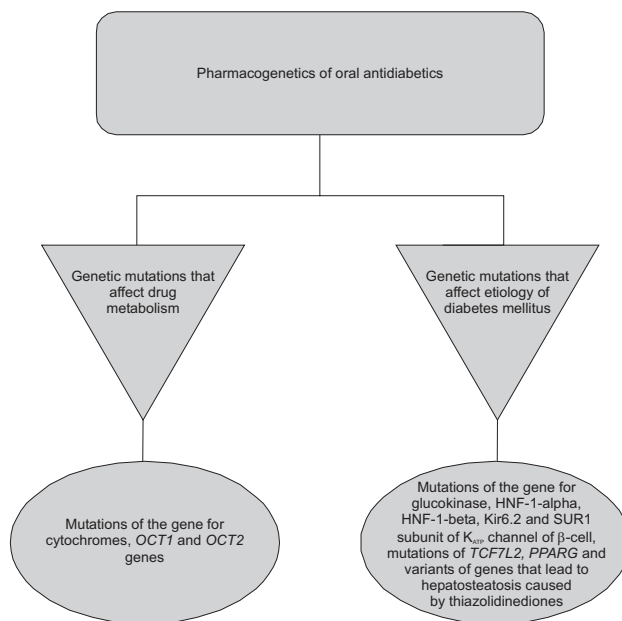 Pharmacogenetics of oral antidiabetics
Genetic mutations that
affect drug
metabolism
Genetic mutations that
affect etiology of
diabetes mellitus
Mutations of the gene for
cytochromes, OCT1 and OCT2
genes
Mutations of the gene for
glucokinase, HNF-1-alpha,
HNF-1-beta, Kir6.2 and SUR1
subunit of KATP channel of β-cell,
mutations of TCF7L2, PPARG and
variants of genes that lead to
hepatosteatosis caused
by thiazolidinediones